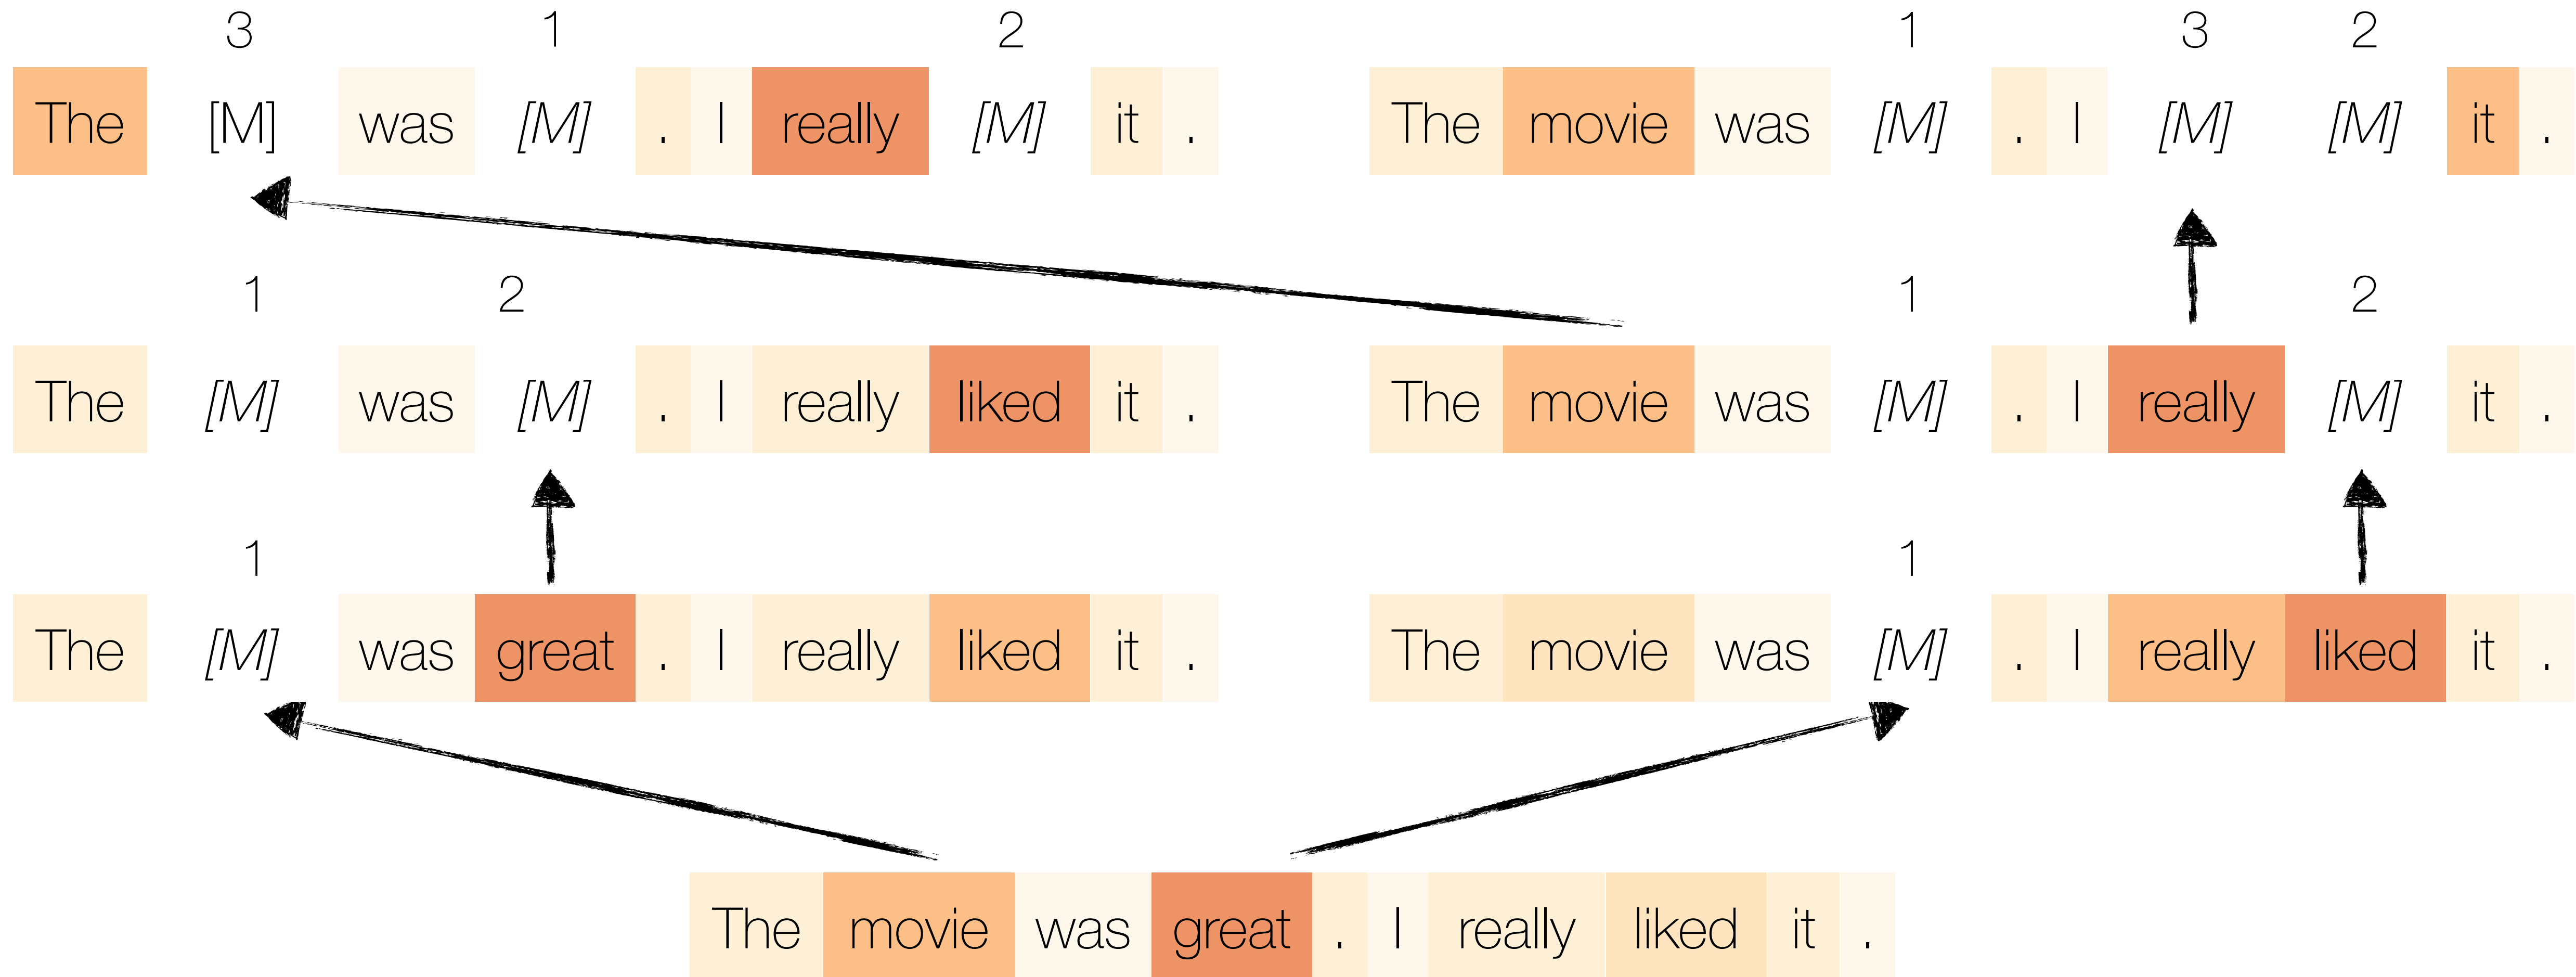 3 1 2 1 3 2
The [M] was [M] . I really [M] it . The movie was [M] . I [M] [M] it .
1 2 1 2
The [M] was [M] . I really liked it . The movie was [M] . I really [M] it .
1 1
The [M] was great . I really liked it . The movie was [M] . I really liked it .
The movie was great . I really liked it .